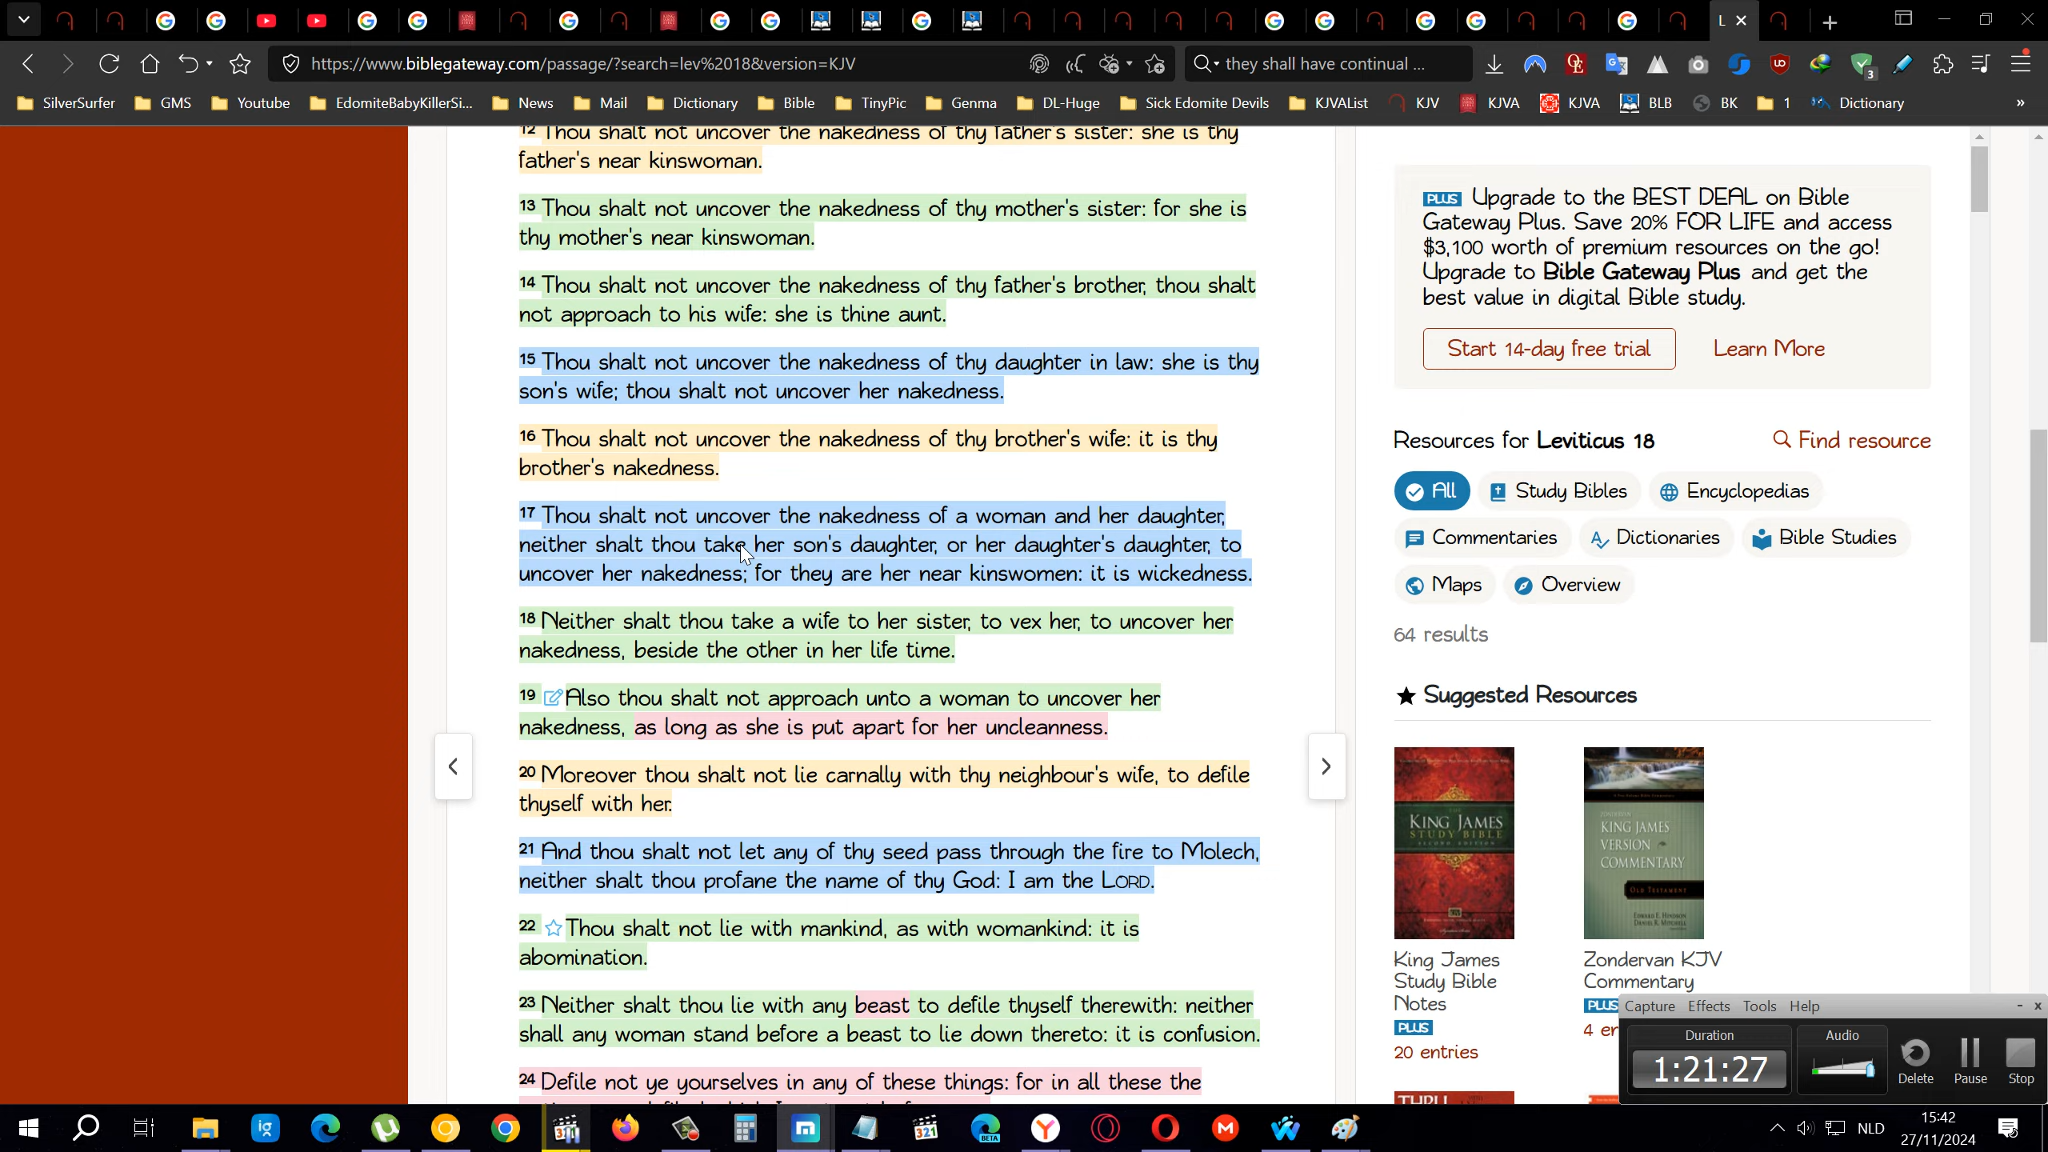 L
https://www.biblegateway.com/passage/?search=lev%2018&version=KJV
they shall have continual ...
3
SilverSurfer
GMS
Youtube
EdomiteBabyKillerSi...
News
Mail
Dictionary
Bible
TinyPic
Genma
DL-Huge
Sick Edomite Devils
KJVAList
KJV
KJVA
KJVA
BLB
BK
1
Dictionary
»
12 Thou shalt not uncover the nakedness of thy father's sister: she is thy
father's near kinswoman.
13 Thou shalt not uncover the nakedness of thy mother's sister: for she is
thy mother's near kinswoman.
14 Thou shalt not uncover the nakedness of thy father's brother, thou shalt
not approach to his wife: she is thine aunt.
15 Thou shalt not uncover the nakedness of thy daughter in law: she is thy
son's wife; thou shalt not uncover her nakedness.
16 Thou shalt not uncover the nakedness of thy brother's wife: it is thy
brother's nakedness.
17 Thou shalt not uncover the nakedness of a woman and her daughter,
neither shalt thou take her son's daughter, or her daughter's daughter, to
uncover her nakedness; for they are her near kinswomen: it is wickedness.
18 Neither shalt thou take a wife to her sister, to vex her, to uncover her
nakedness, beside the other in her life time.
19 Also thou shalt not approach unto a woman to uncover her
nakedness, as long as she is put apart for her uncleanness.
20 Moreover thou shalt not lie carnally with thy neighbour's wife, to defile
thyself with her.
21 And thou shalt not let any of thy seed pass through the fire to Molech,
neither shalt thou profane the name of thy God: I am the LORD.
22 Thou shalt not lie with mankind, as with womankind: it is
abomination.
23 Neither shalt thou lie with any beast to defile thyself therewith: neither
shall any woman stand before a beast to lie down thereto: it is confusion.
24 Defile not ye yourselves in any of these things: for in all these the
PLUS Upgrade to the BEST DEAL on Bible
Gateway Plus. Save 20% FOR LIFE and access
$3,100 worth of premium resources on the go!
Upgrade to Bible Gateway Plus and get the
best value in digital Bible study.
Start 14-day free trial
Learn More
Resources for Leviticus 18
Find resource
All
Study Bibles
Encyclopedias
Commentaries
Dictionaries
Bible Studies
Maps
Overview
64 results
Suggested Resources
KING JAMES
STUDY BIBLE
SECOND EDITION
KING JAMES
VERSION
COMMENTARY
OLD TESTAMENT
King James
Study Bible
Notes
PLUS
20 entries
Zondervan KJV
Commentary
PLUS
4 er
THRU
Capture Effects Tools Help
Duration
1:21:27
Audio
Delete
Pause
Stop
NLD
15:42
27/11/2024